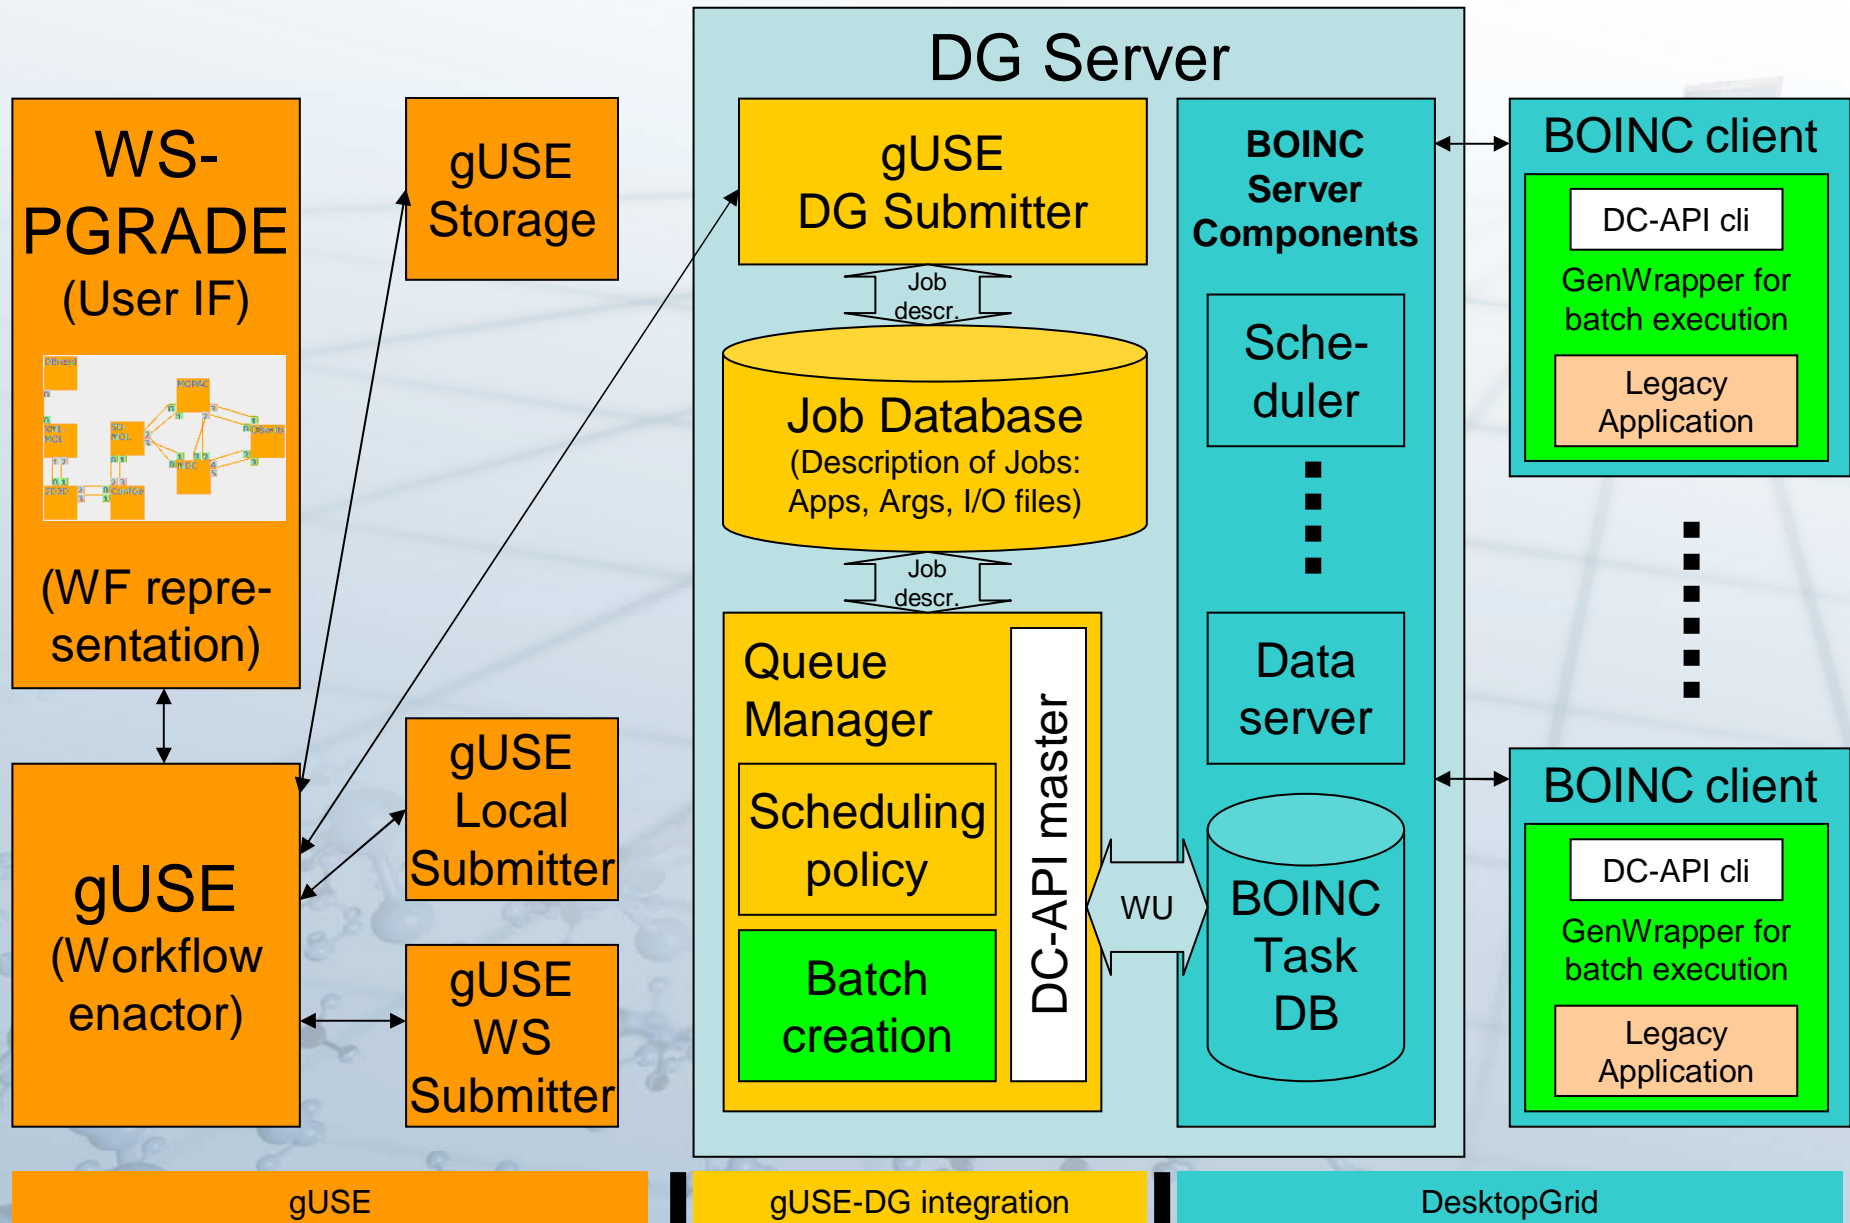 DG Server
WS-
PGRADE
(User IF)
(WF repre-
sentation)
gUSE
(Workflow
enactor)
gUSE
Storage
gUSE
Local
Submitter
gUSE
WS
Submitter
gUSE
DG Submitter
Job
descr.
Job Database
(Description of Jobs:
Apps, Args, I/O files)
Job
descr.
Queue
Manager
Scheduling
policy
Batch
creation
DC-API master
WU
BOINC
Server
Components
Sche-
duler
Data
server
BOINC
Task
DB
BOINC client
DC-API cli
GenWrapper for
batch execution
Legacy
Application
BOINC client
DC-API cli
GenWrapper for
batch execution
Legacy
Application
gUSE
gUSE-DG integration
DesktopGrid